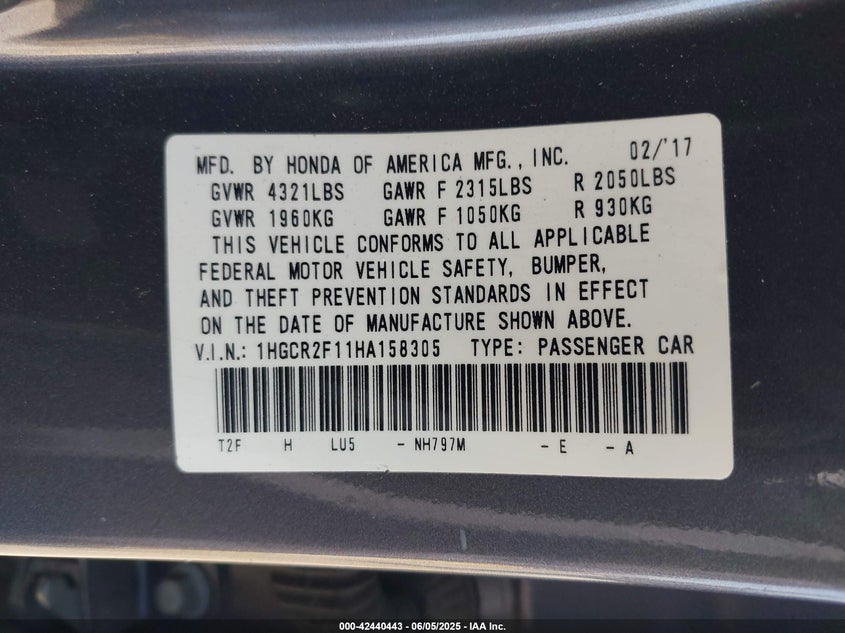 MFD. BY HONDA OF AMERICA MFG., INC. 02/'17
GVWR 4321LBS GAWR F 2315LBS R 2050LBS
GVWR 1960KG GAWR F 1050KG R 930KG
THIS VEHICLE CONFORMS TO ALL APPLICABLE
FEDERAL MOTOR VEHICLE SAFETY, BUMPER,
AND THEFT PREVENTION STANDARDS IN EFFECT
ON THE DATE OF MANUFACTURE SHOWN ABOVE.
V.I.N.: 1HGCR2F11HA158305 TYPE: PASSENGER CAR
T2F H LU5 - NH797M - E - A
000-42440443 - 06/05/2025 - IAA Inc.